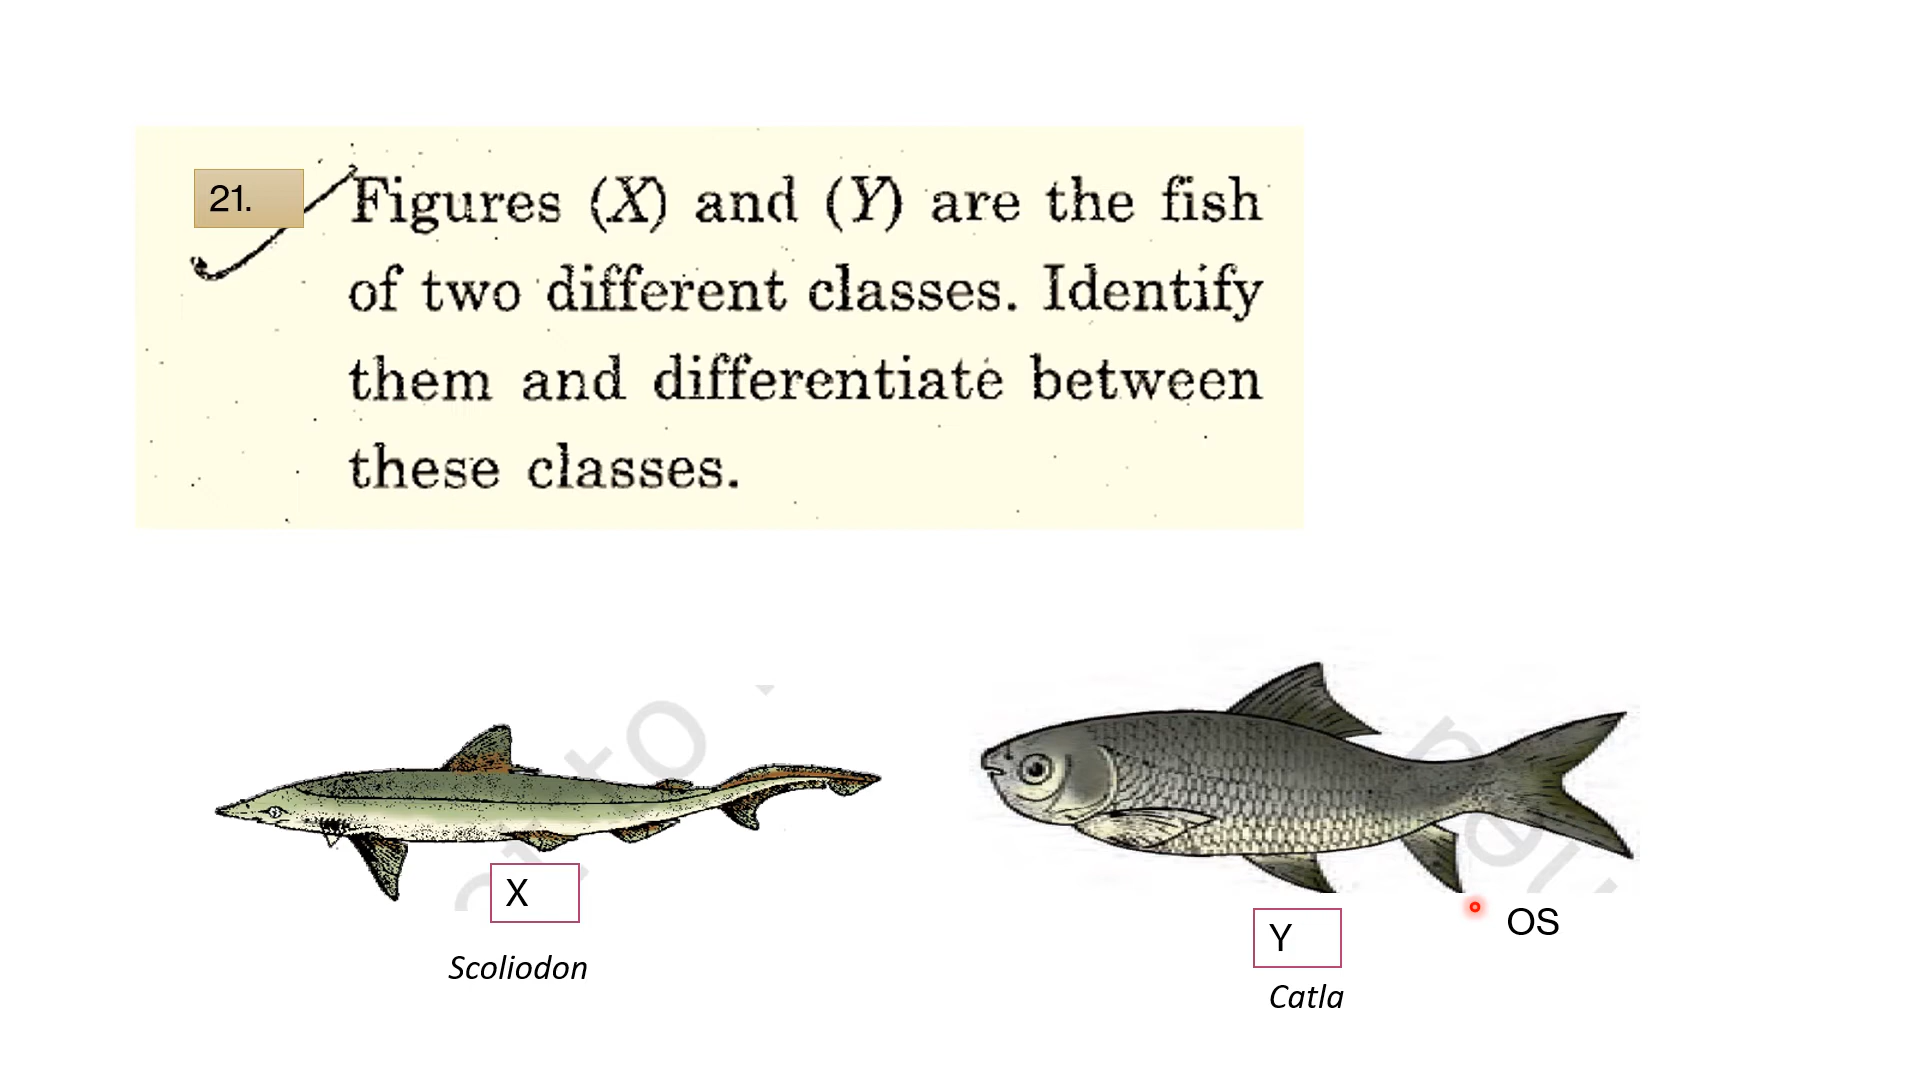 21.
Figures (X) and (Y) are the fish
of two different classes. Identify
them and differentiate between
these classes.
to
X
Y
OS
Scoliodon
Catla